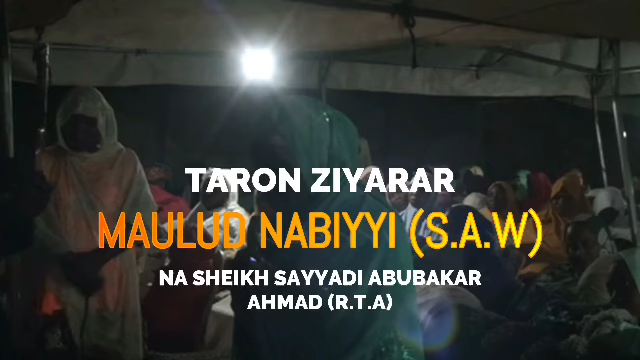 TARON ZIYARAR
MAULUD NABIYYI (S.A.W)
NA SHEIKH SAYYADI ABUBAKAR
AHMAD (R.T.A)